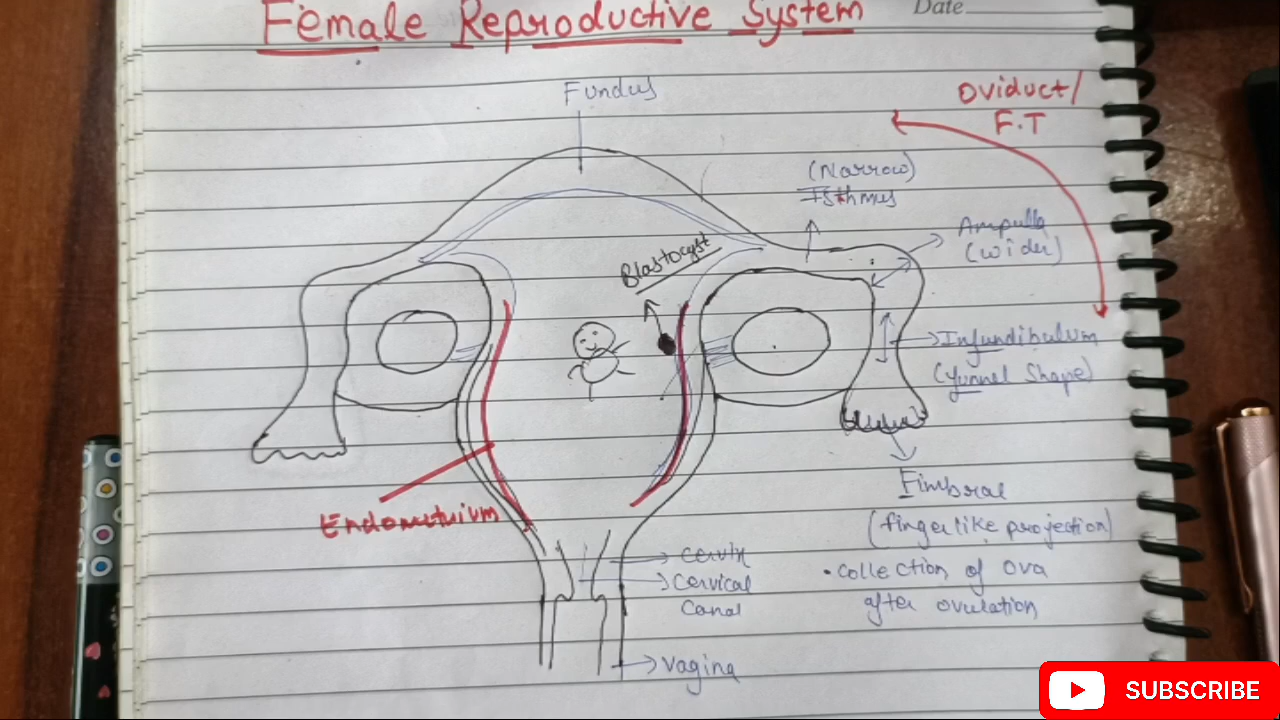 Female Reproductive System
Date
Fundus
Oviduct/
F.T
(Narrow)
Isthmus
Ampulla
(wider)
Blastocyst
Infundibulum
(funnel Shape)
Fimbral
(fingerlike projection)
• collection of ova
after ovulation
Endometrium
Cervix
Cervical
Canal
Vagina
SUBSCRIBE